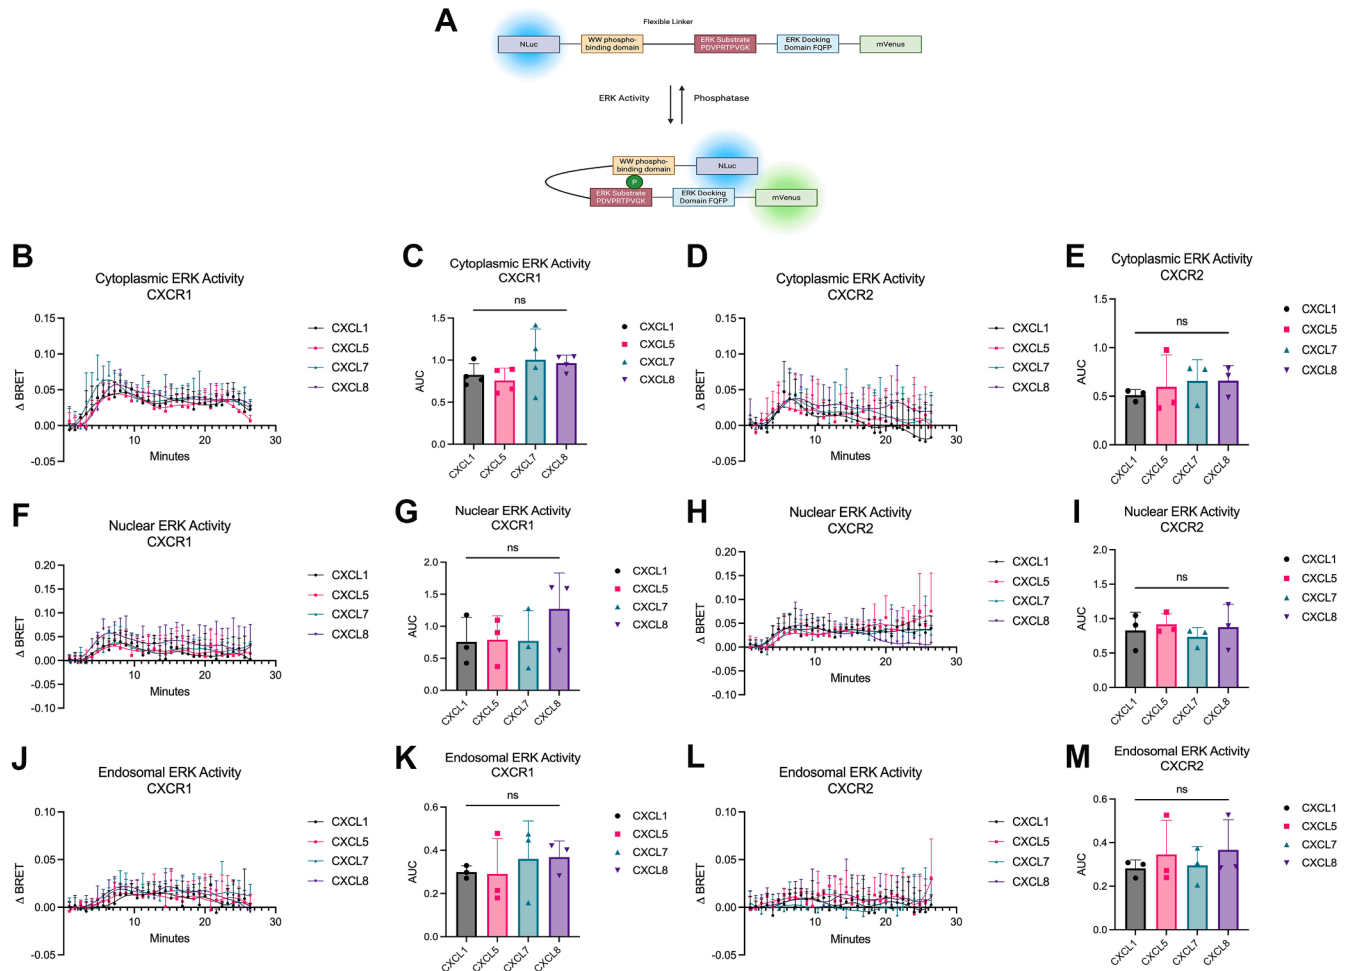 A
Flexible Linker
NLuc
WW phospho-
binding domain
ERK Substrate
PDVPRTPVGK
ERK Docking
Domain FQFP
mVenus
ERK Activity
Phosphatase
WW phospho-
binding domain
NLuc
P
ERK Substrate
PDVPRTPVGK
ERK Docking
Domain FQFP
mVenus
B
Cytoplasmic ERK Activity
CXCR1
Δ BRET
0.15
0.10
0.05
0.00
-0.05
10
20
30
Minutes
CXCL1
CXCL5
CXCL7
CXCL8
C
Cytoplasmic ERK Activity
CXCR1
ns
AUC
1.5
1.0
0.5
0.0
CXCL1
CXCL5
CXCL7
CXCL8
CXCL1
CXCL5
CXCL7
CXCL8
D
Cytoplasmic ERK Activity
CXCR2
Δ BRET
0.15
0.10
0.05
0.00
-0.05
10
20
30
Minutes
CXCL1
CXCL5
CXCL7
CXCL8
E
Cytoplasmic ERK Activity
CXCR2
ns
AUC
1.5
1.0
0.5
0.0
CXCL1
CXCL5
CXCL7
CXCL8
CXCL1
CXCL5
CXCL7
CXCL8
F
Nuclear ERK Activity
CXCR1
Δ BRET
0.20
0.15
0.10
0.05
0.00
-0.05
-0.10
10
20
30
Minutes
CXCL1
CXCL5
CXCL7
CXCL8
G
Nuclear ERK Activity
CXCR1
ns
AUC
2.0
1.5
1.0
0.5
0.0
CXCL1
CXCL5
CXCL7
CXCL8
CXCL1
CXCL5
CXCL7
CXCL8
H
Nuclear ERK Activity
CXCR2
Δ BRET
0.20
0.15
0.10
0.05
0.00
-0.05
-0.10
10
20
30
Minutes
CXCL1
CXCL5
CXCL7
CXCL8
I
Nuclear ERK Activity
CXCR2
ns
AUC
2.0
1.5
1.0
0.5
0.0
CXCL1
CXCL5
CXCL7
CXCL8
CXCL1
CXCL5
CXCL7
CXCL8
J
Endosomal ERK Activity
CXCR1
Δ BRET
0.10
0.05
0.00
-0.05
10
20
30
Minutes
CXCL1
CXCL5
CXCL7
CXCL8
K
Endosomal ERK Activity
CXCR1
ns
AUC
0.6
0.4
0.2
0.0
CXCL1
CXCL5
CXCL7
CXCL8
CXCL1
CXCL5
CXCL7
CXCL8
L
Endosomal ERK Activity
CXCR2
Δ BRET
0.10
0.05
0.00
-0.05
10
20
30
Minutes
CXCL1
CXCL5
CXCL7
CXCL8
M
Endosomal ERK Activity
CXCR2
ns
AUC
0.6
0.4
0.2
0.0
CXCL1
CXCL5
CXCL7
CXCL8
CXCL1
CXCL5
CXCL7
CXCL8